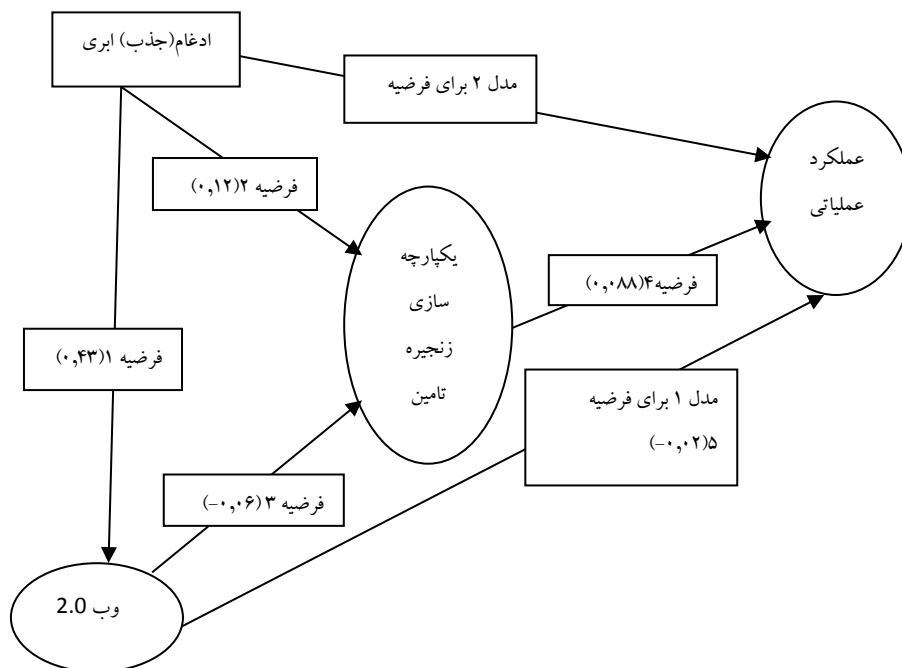 ادغام(جذب) ابری
مدل ۲ برای فرضیه
عملکرد
عملیاتی
فرضیه ۲(۰,۱۲)
یکپارچه
سازی
زنجیره
تامین
فرضیه۴(۰,۰۸۸)
فرضیه ۱(۰,۴۳)
مدل ۱ برای فرضیه
۵(-۰,۰۲)
فرضیه ۳(-۰,۰۶)
وب 2.0